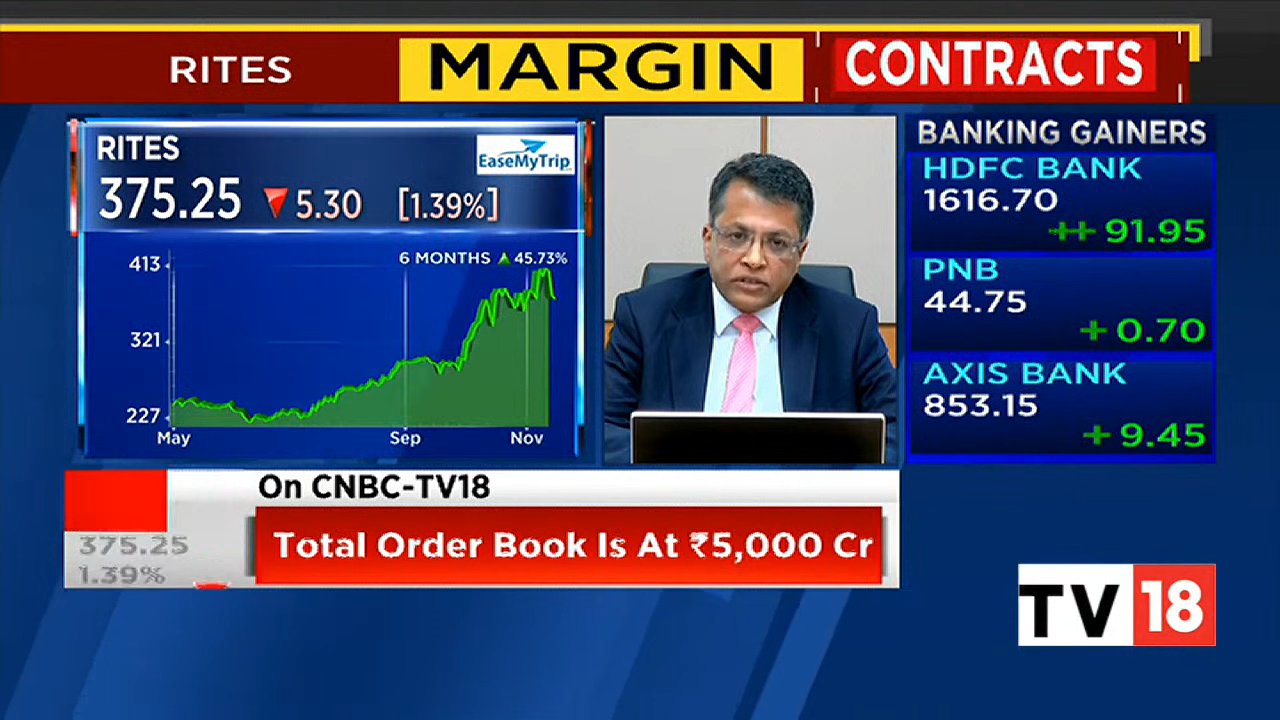 RITES
MARGIN
CONTRACTS
RITES
EaseMyTrip
375.25 ▼ 5.30 [1.39%]
6 MONTHS ▲ 45.73%
413
321
227
May Sep Nov
BANKING GAINERS
HDFC BANK
1616.70
++ 91.95
PNB
44.75
+ 0.70
AXIS BANK
853.15
+ 9.45
On CNBC-TV18
Total Order Book Is At ₹5,000 Cr
375.25
1.39%
TV18